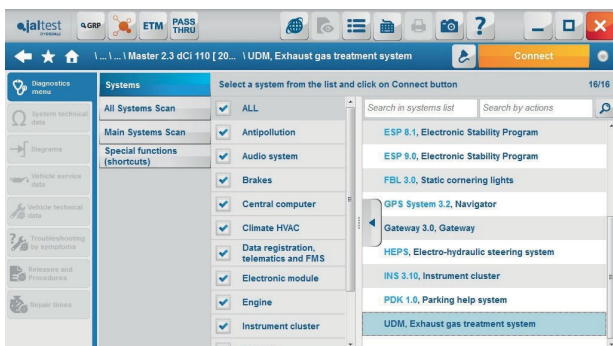 jaltest
COJALI
GRP
ETM
PASS
THRU
?
\ ... \ ... \ Master 2.3 dCi 110 [ 20... \ UDM, Exhaust gas treatment system
Connect
Diagnostics
menu
System technical
data
Diagrams
Vehicle service
data
Vehicle technical
data
Troubleshooting
by symptoms
Releases and
Procedures
Repair times
Systems
All Systems Scan
Main Systems Scan
Special functions
(shortcuts)
Select a system from the list and click on Connect button
16/16
ALL
Antipollution
Audio system
Brakes
Central computer
Climate HVAC
Data registration,
telematics and FMS
Electronic module
Engine
Instrument cluster
Search in systems list
Search by actions
ESP 8.1, Electronic Stability Program
ESP 9.0, Electronic Stability Program
FBL 3.0, Static cornering lights
GPS System 3.2, Navigator
Gateway 3.0, Gateway
HEPS, Electro-hydraulic steering system
INS 3.10, Instrument cluster
PDK 1.0, Parking help system
UDM, Exhaust gas treatment system